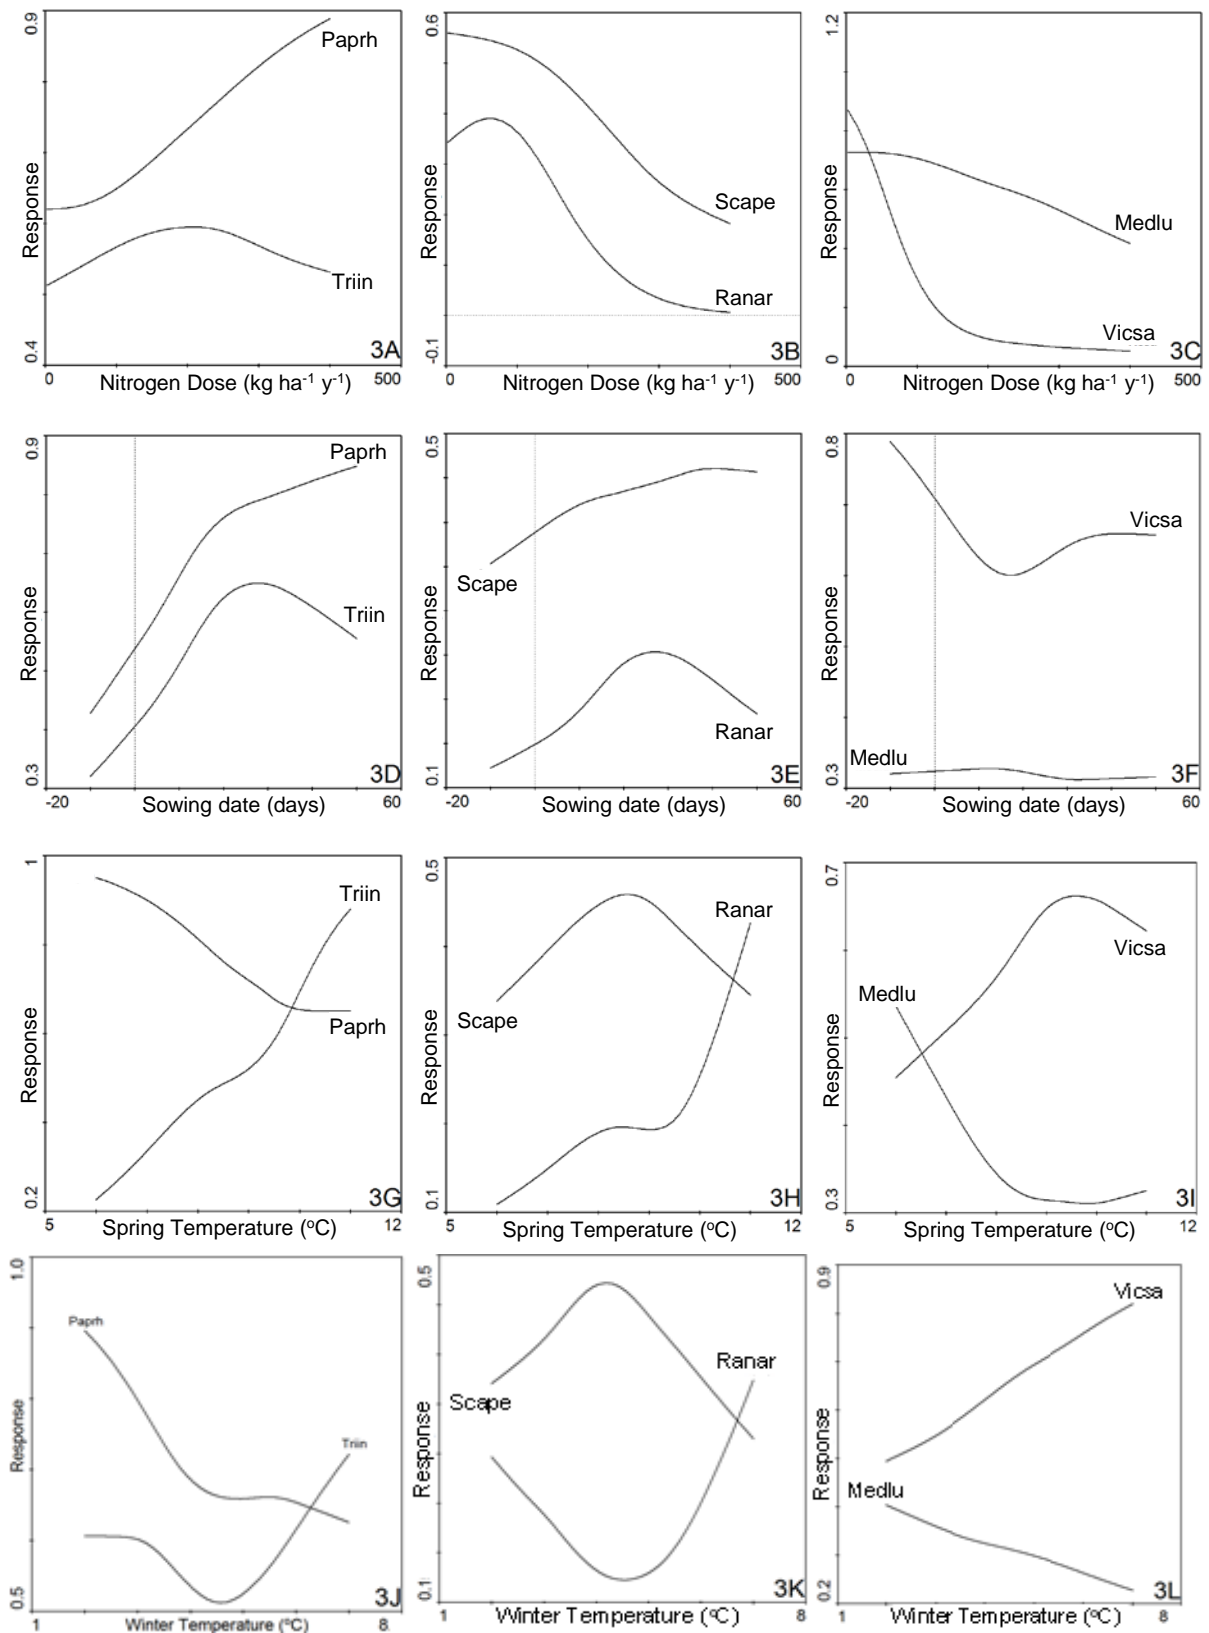 0.9
Paprh
Response
Triin
0.4
3A
0
Nitrogen Dose (kg ha⁻¹ y⁻¹)
500
0.6
Response
Scape
Ranar
-0.1
3B
0
Nitrogen Dose (kg ha⁻¹ y⁻¹)
500
1.2
Response
Medlu
Vicsa
0
3C
0
Nitrogen Dose (kg ha⁻¹ y⁻¹)
500
0.9
Paprh
Response
Triin
0.3
3D
-20
Sowing date (days)
60
0.5
Scape
Response
Ranar
0.1
3E
-20
Sowing date (days)
60
0.8
Vicsa
Response
Medlu
0.3
3F
-20
Sowing date (days)
60
1
Triin
Response
Paprh
0.2
3G
5
Spring Temperature (ºC)
12
0.5
Ranar
Scape
Response
0.1
3H
5
Spring Temperature (ºC)
12
0.7
Vicsa
Medlu
Response
0.3
3I
5
Spring Temperature (ºC)
12
1.0
Paprh
Response
Triin
0.5
3J
1
Winter Temperature (ºC)
8
0.5
Ranar
Scape
Response
0.1
3K
1
Winter Temperature (ºC)
8
0.9
Vicsa
Response
Medlu
0.2
3L
1
Winter Temperature (ºC)
8